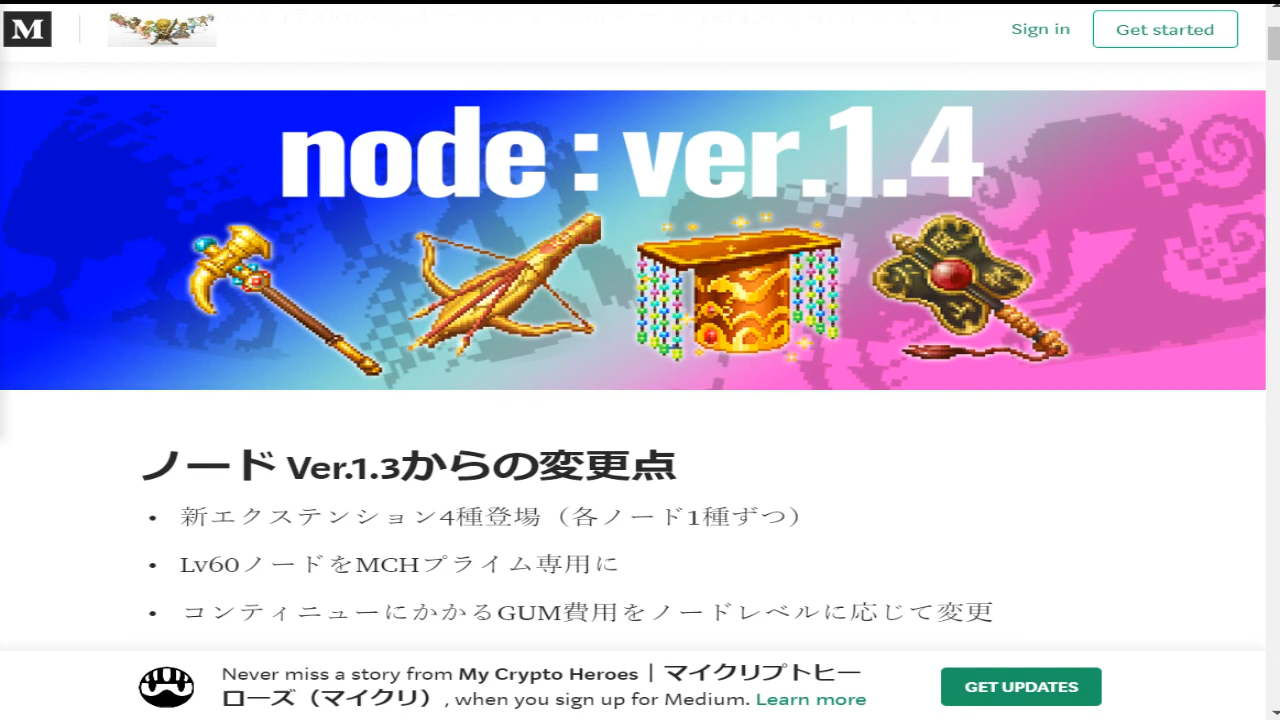 M
Sign in
Get started
node : ver.1.4
ノード Ver.1.3からの変更点
• 新エクステンション4種登場（各ノード1種ずつ）
• Lv60ノードをMCHプライム専用に
• コンティニューにかかるGUM費用をノードレベルに応じて変更
Never miss a story from My Crypto Heroes | マイクリプトヒー
ローズ（マイクリ）, when you sign up for Medium. Learn more
GET UPDATES